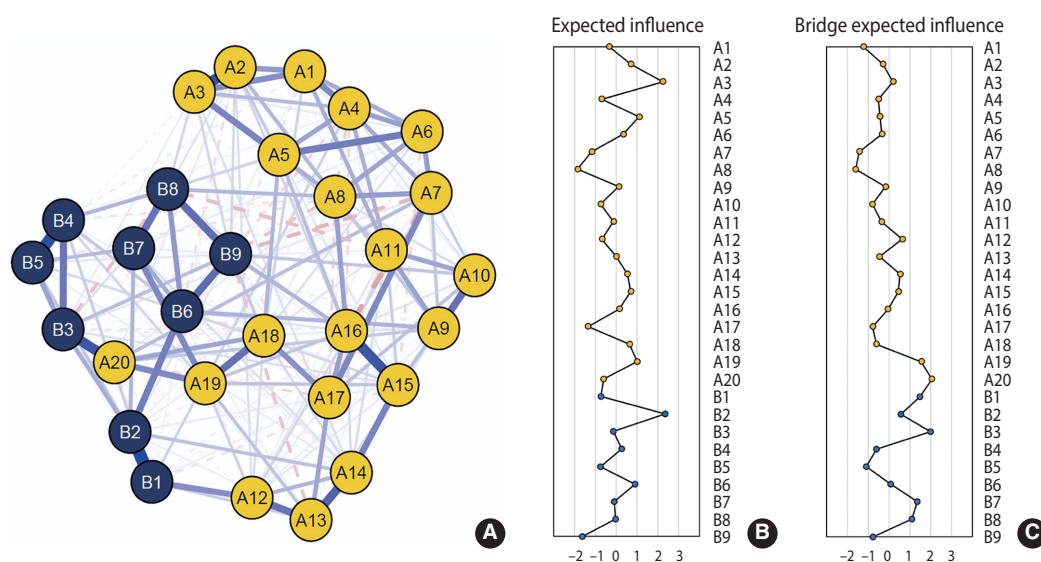 A2
A1
A3
A4
A6
A5
B8
A8
A7
B4
B7
B9
A11
B5
A10
B6
B3
A18
A16
A9
A20
A19
A15
A17
B2
B1
A14
A12
A13
A
Expected influence
A1
A2
A3
A4
A5
A6
A7
A8
A9
A10
A11
A12
A13
A14
A15
A16
A17
A18
A19
A20
B1
B2
B3
B4
B5
B6
B7
B8
B9
–2 –1 0 1 2 3
B
Bridge expected influence
A1
A2
A3
A4
A5
A6
A7
A8
A9
A10
A11
A12
A13
A14
A15
A16
A17
A18
A19
A20
B1
B2
B3
B4
B5
B6
B7
B8
B9
–2 –1 0 1 2 3
C